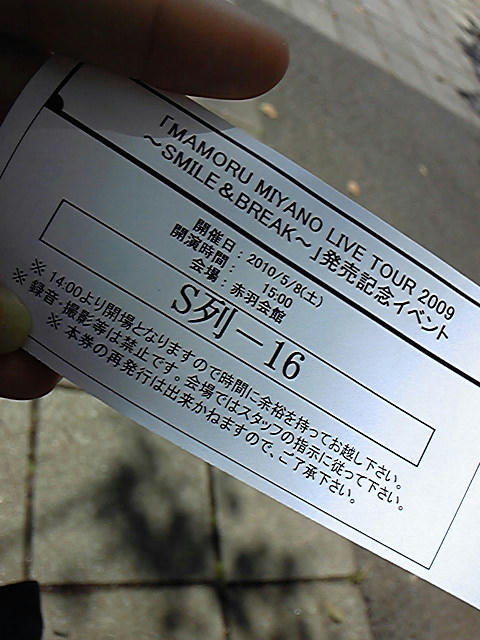 「MAMORU MIYANO LIVE TOUR 2009
～SMILE＆BREAK～」発売記念イベント
開催日：2010/5/8(土)
開演時間：15:00
会場：赤羽会館
S列－16
※ 14:00より開場となりますので時間に余裕を持ってお越し下さい。
※ 録音・撮影等は禁止です。会場ではスタッフの指示に従って下さい。
※ 本券の再発行は出来かねますので、ご了承下さい。